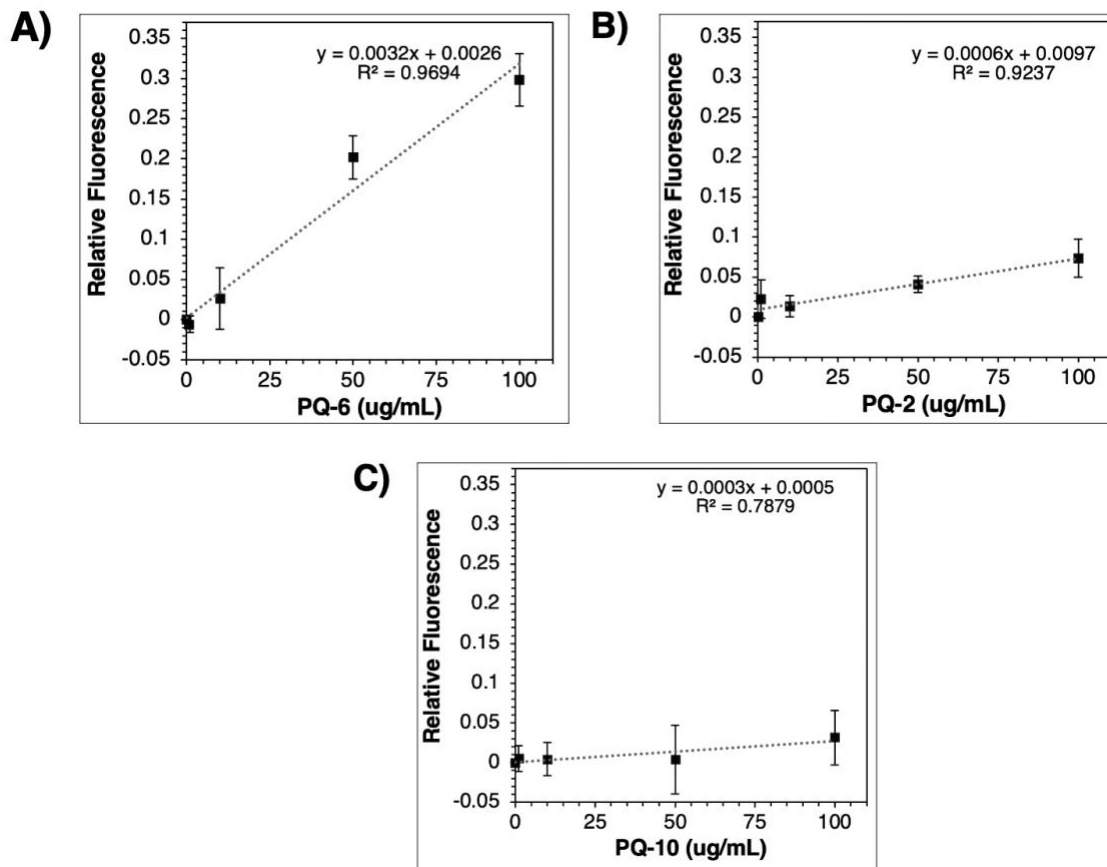 A)
y = 0.0032x + 0.0026
R² = 0.9694
Relative Fluorescence
0.35
0.3
0.25
0.2
0.15
0.1
0.05
0
-0.05
0 25 50 75 100
PQ-6 (ug/mL)
B)
y = 0.0006x + 0.0097
R² = 0.9237
Relative Fluorescence
0.35
0.3
0.25
0.2
0.15
0.1
0.05
0
-0.05
0 25 50 75 100
PQ-2 (ug/mL)
C)
y = 0.0003x + 0.0005
R² = 0.7879
Relative Fluorescence
0.35
0.3
0.25
0.2
0.15
0.1
0.05
0
-0.05
0 25 50 75 100
PQ-10 (ug/mL)